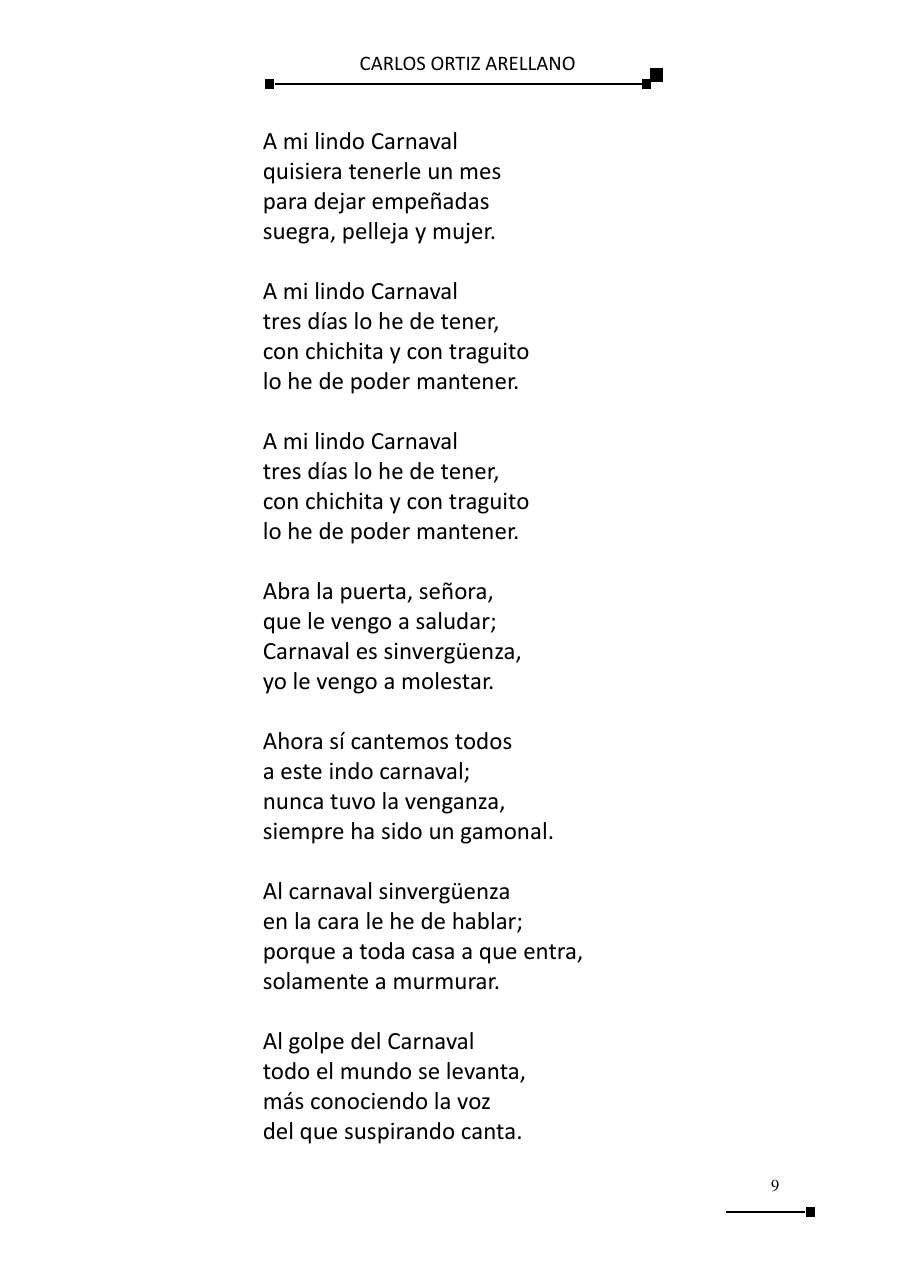 CARLOS ORTIZ ARELLANO
A mi lindo Carnaval
quisiera tenerle un mes
para dejar empeñadas
suegra, pelleja y mujer.
A mi lindo Carnaval
tres días lo he de tener,
con chichita y con traguito
lo he de poder mantener.
A mi lindo Carnaval
tres días lo he de tener,
con chichita y con traguito
lo he de poder mantener.
Abra la puerta, señora,
que le vengo a saludar;
Carnaval es sinvergüenza,
yo le vengo a molestar.
Ahora sí cantemos todos
a este indo carnaval;
nunca tuvo la venganza,
siempre ha sido un gamonal.
Al carnaval sinvergüenza
en la cara le he de hablar;
porque a toda casa a que entra,
solamente a murmurar.
Al golpe del Carnaval
todo el mundo se levanta,
más conociendo la voz
del que suspirando canta.
9